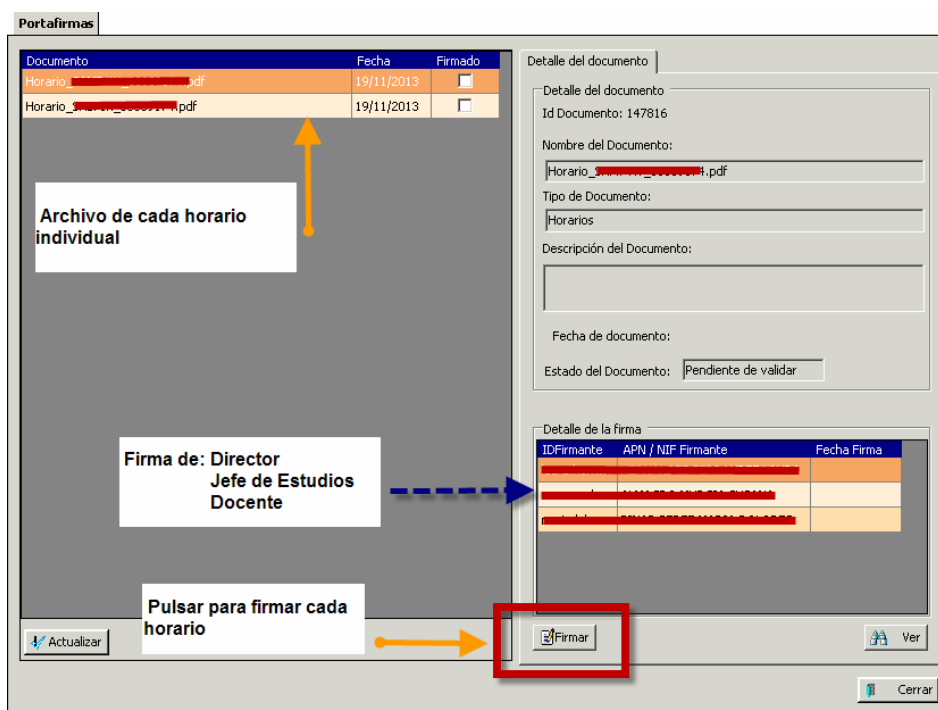 Portafirmas
Documento Fecha Firmado
Horario_ pdf 19/11/2013
Horario_ .pdf 19/11/2013
Archivo de cada horario
individual
Firma de: Director
Jefe de Estudios
Docente
Pulsar para firmar cada
horario
Actualizar
Detalle del documento
Detalle del documento
Id Documento: 147816
Nombre del Documento:
Horario_ .pdf
Tipo de Documento:
Horarios
Descripción del Documento:
Fecha de documento:
Estado del Documento: Pendiente de validar
Detalle de la firma
IDFirmante APN / NIF Firmante Fecha Firma
Firmar
Ver
Cerrar